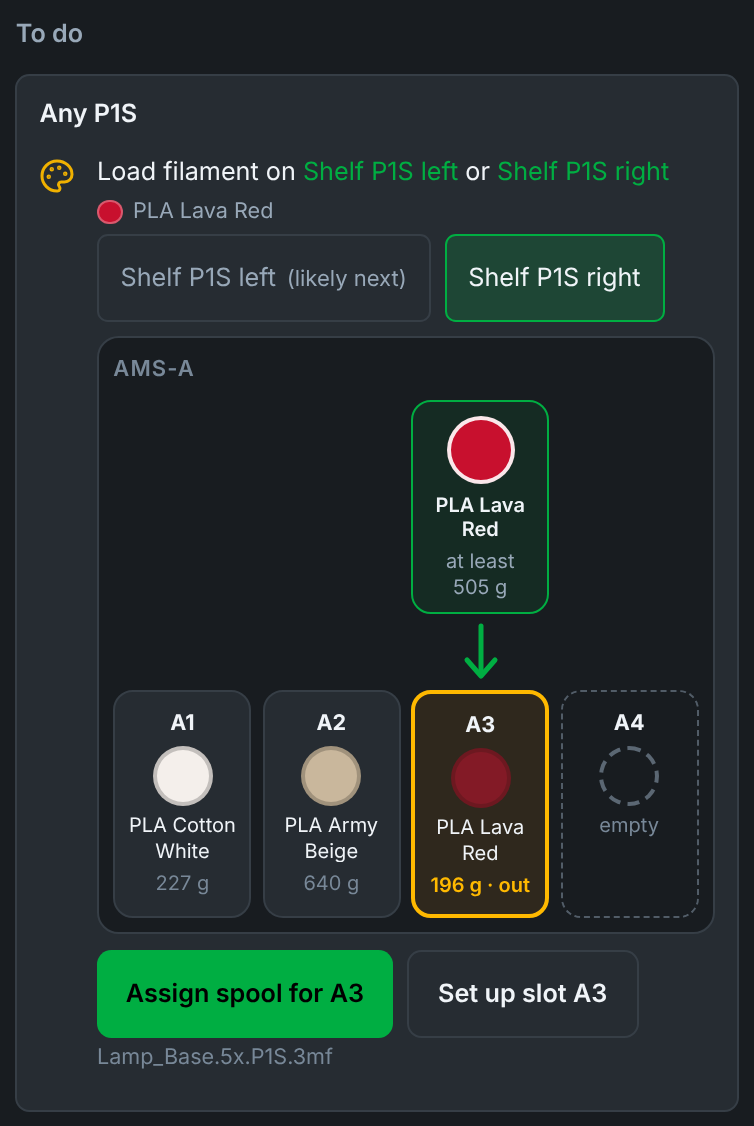 To do
Any P1S
Load filament on Shelf P1S left or Shelf P1S right
PLA Lava Red
Shelf P1S left (likely next)
Shelf P1S right
AMS-A
PLA Lava
Red
at least
505 g
A1
PLA Cotton
White
227 g
A2
PLA Army
Beige
640 g
A3
PLA Lava
Red
196 g · out
A4
empty
Assign spool for A3
Set up slot A3
Lamp_Base.5x.P1S.3mf